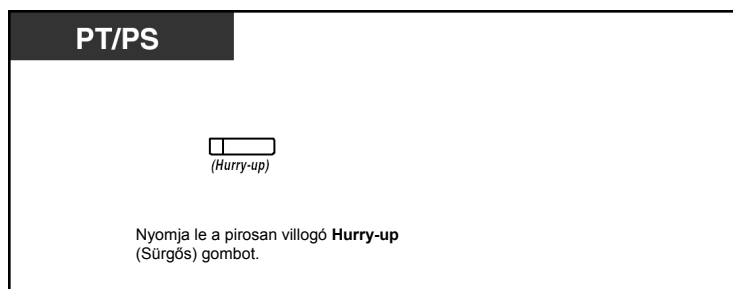 PT/PS
(Hurry-up)
Nyomja le a pirosan villogó Hurry-up
(Sürgős) gombot.